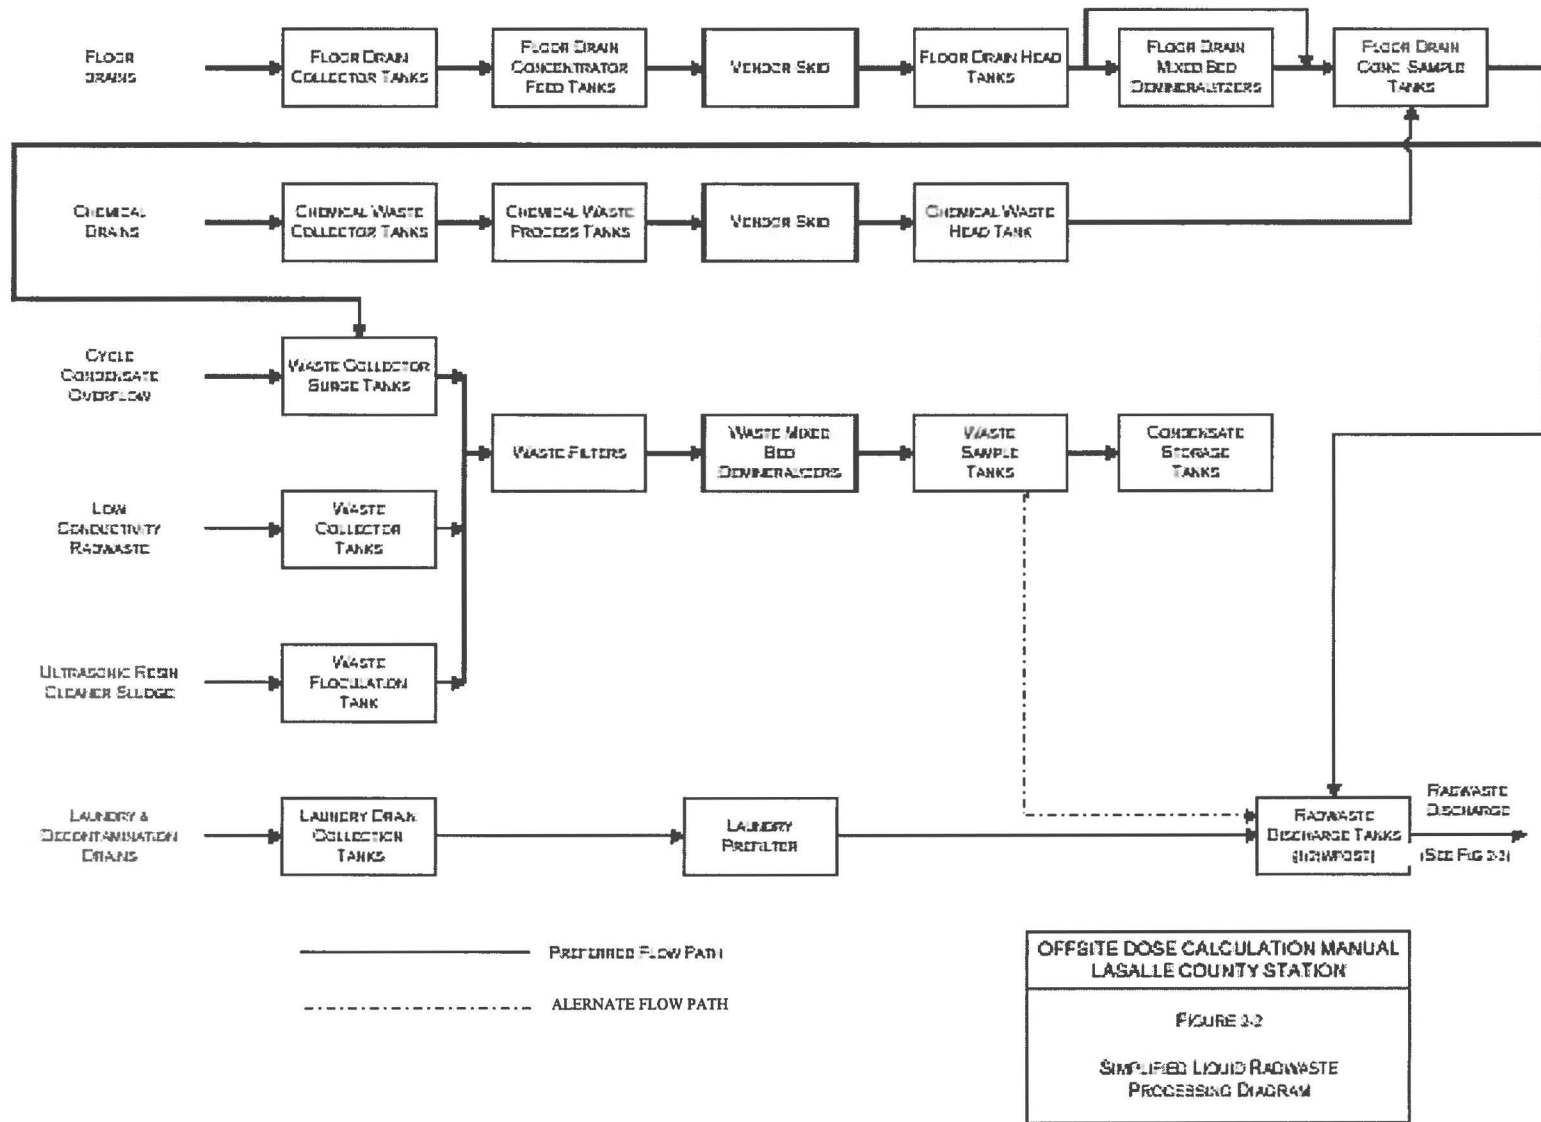 FLOOR
DRAINS
FLOOR DRAIN
COLLECTOR TANKS
FLOOR DRAIN
CONCENTRATOR
FEED TANKS
VENDOR SKID
FLOOR DRAIN HEAD
TANKS
FLOOR DRAIN
MIXED BED
DEMINERALITZERS
FLOOR DRAIN
CONC. SAMPLE
TANKS
CHEMICAL
DRAINS
CHEMICAL WASTE
COLLECTOR TANKS
CHEMICAL WASTE
PROCESS TANKS
VENDOR SKID
CHEMICAL WASTE
HEAD TANK
CYCLE
CONDENSATE
OVERFLOW
WASTE COLLECTOR
SURGE TANKS
WASTE FILTERS
WASTE MIXED
BED
DEMINERALIZERS
WASTE
SAMPLE
TANKS
CONDENSATE
STORAGE
TANKS
LOW
CONDUCTIVITY
RADWASTE
WASTE
COLLECTOR
TANKS
ULTRASONIC RESIN
CLEANER SLUDGE
WASTE
FLOCULATION
TANK
LAUNDRY &
DECONTAMINATION
DRAINS
LAUNDRY DRAIN
COLLECTION
TANKS
LAUNDRY
PREFILTER
RADWASTE
DISCHARGE TANKS
RADWASTE
DISCHARGE
(SEE FIG 2-3)
PREFERRED FLOW PATH
ALERNATE FLOW PATH
OFFSITE DOSE CALCULATION MANUAL
LASALLE COUNTY STATION
FIGURE 2-2
SIMPLIFIED LIQUID RADWASTE
PROCESSING DIAGRAM